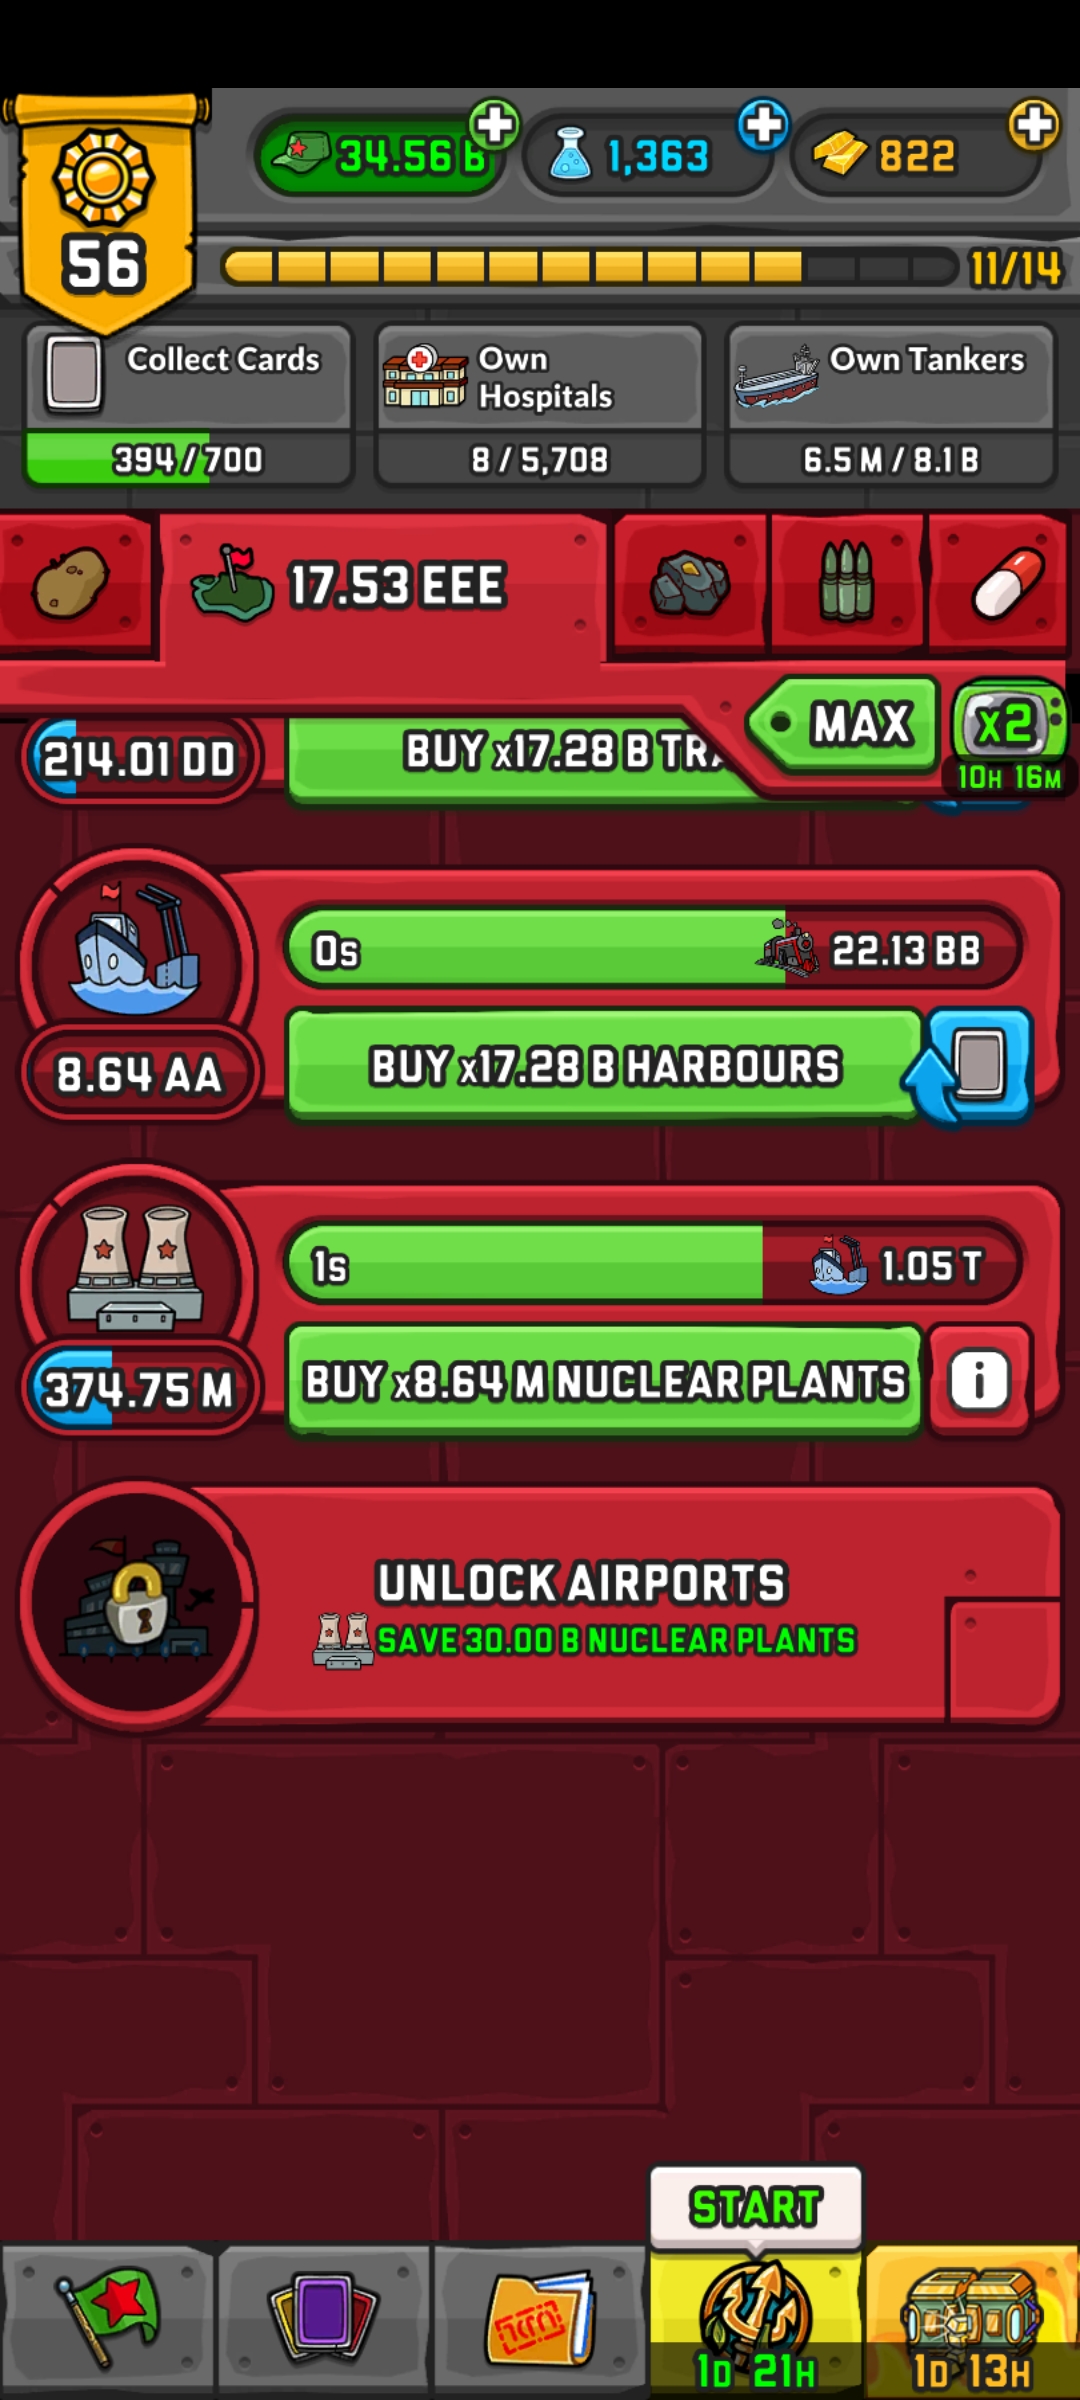 34.56 B
1,363
822
56
11/14
Collect Cards
394/700
Own
Hospitals
8/5,708
Own Tankers
6.5 M/8.1 B
17.53 EEE
MAX
x2
10H 16M
214.01 DD
BUY x17.28 B
0s
22.13 BB
8.64 AA
BUY x17.28 B HARBOURS
1s
1.05 T
374.75 M
BUY x8.64 M NUCLEAR PLANTS
i
UNLOCK AIRPORTS
SAVE 30.00 B NUCLEAR PLANTS
START
1D 21H
1D 13H